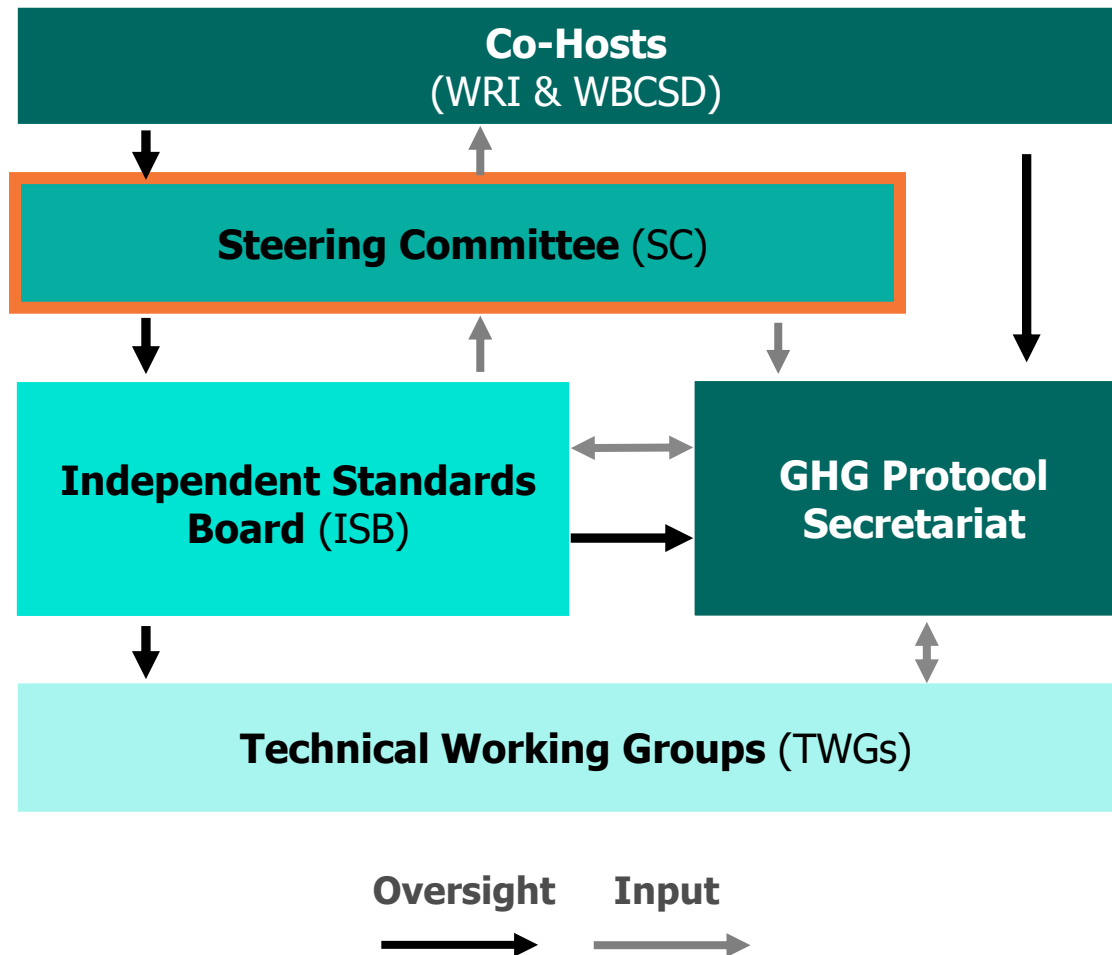 Co-Hosts
(WRI & WBCSD)
Steering Committee (SC)
Independent Standards
Board (ISB)
GHG Protocol
Secretariat
Technical Working Groups (TWGs)
Oversight
Input